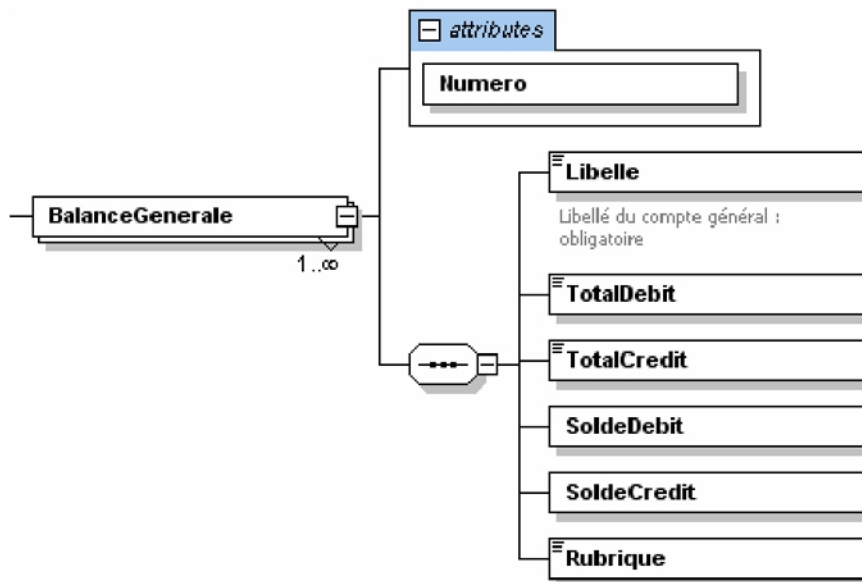 attributes
Numero
BalanceGenerale
1..∞
Libelle
Libellé du compte général :
obligatoire
TotalDebit
TotalCredit
SoldeDebit
SoldeCredit
Rubrique